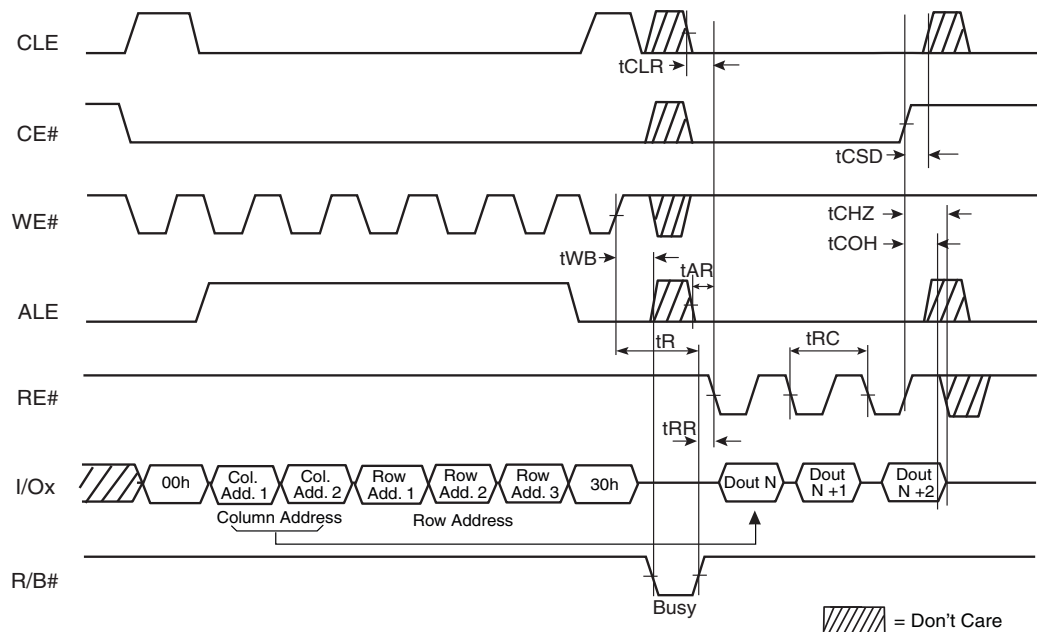 CLE
tCLR
CE#
tCSD
WE#
tCHZ
tCOH
tWB
tAR
ALE
tR
tRC
RE#
tRR
I/Ox
00h
Col.
Add. 1
Col.
Add. 2
Row
Add. 1
Row
Add. 2
Row
Add. 3
30h
Dout N
Dout
N +1
Dout
N +2
Column Address
Row Address
R/B#
Busy
= Don't Care